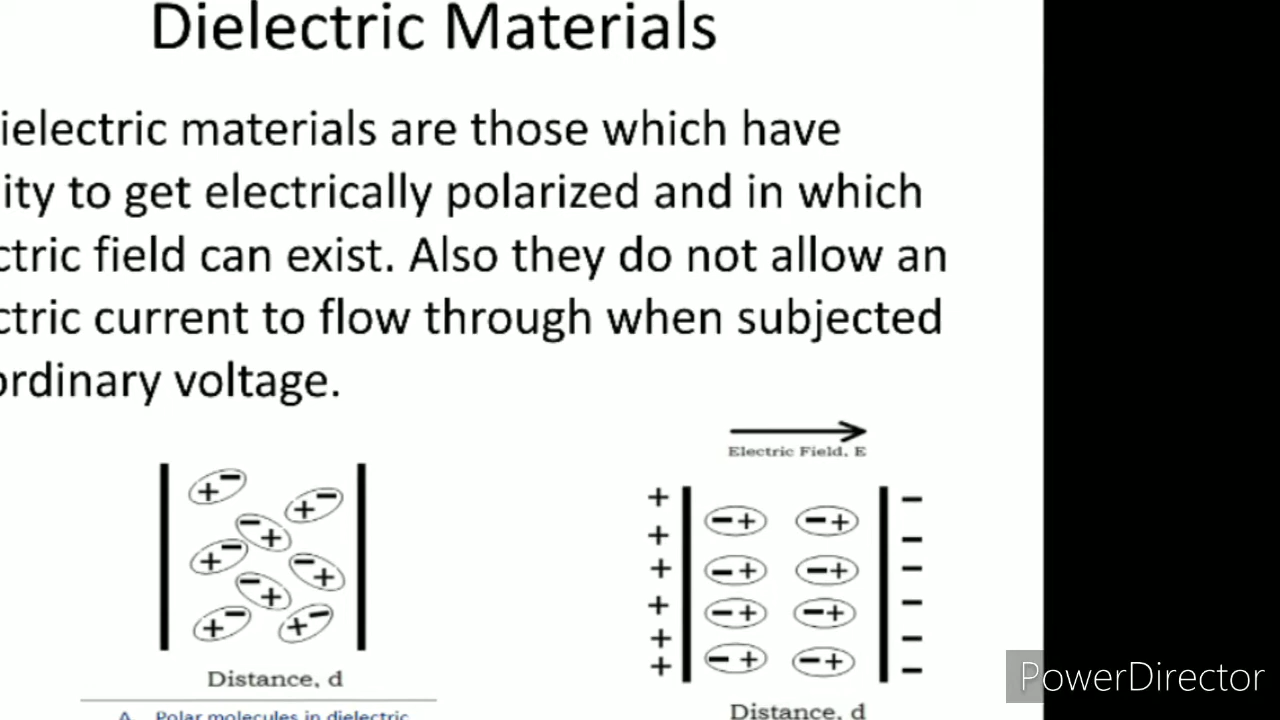 Dielectric Materials
ielectric materials are those which have
ity to get electrically polarized and in which
ctric field can exist. Also they do not allow an
ctric current to flow through when subjected
ordinary voltage.
Electric Field, E
Distance, d
Distance, d
A. Polar molecules in dielectric
PowerDirector